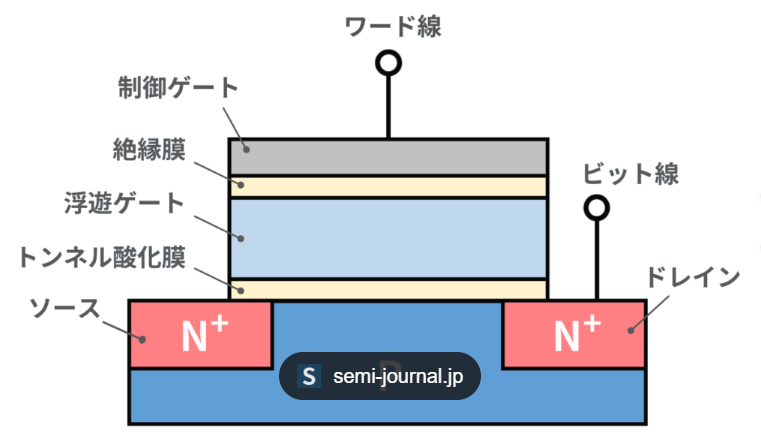 ワード線
制御ゲート
絶縁膜
ビット線
浮遊ゲート
トンネル酸化膜
ドレイン
ソース
N+
N+
S semi-journal.jp